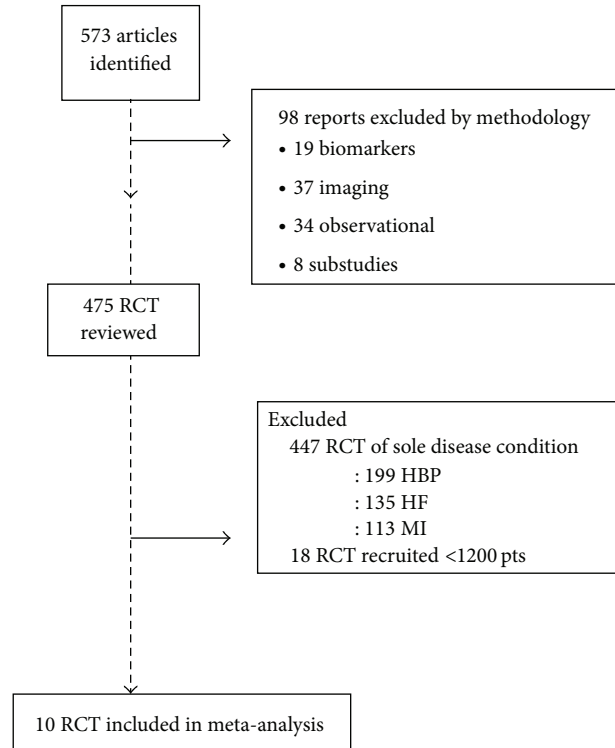 573 articles
identified
98 reports excluded by methodology
• 19 biomarkers
• 37 imaging
• 34 observational
• 8 substudies
475 RCT
reviewed
Excluded
447 RCT of sole disease condition
: 199 HBP
: 135 HF
: 113 MI
18 RCT recruited <1200 pts
10 RCT included in meta-analysis